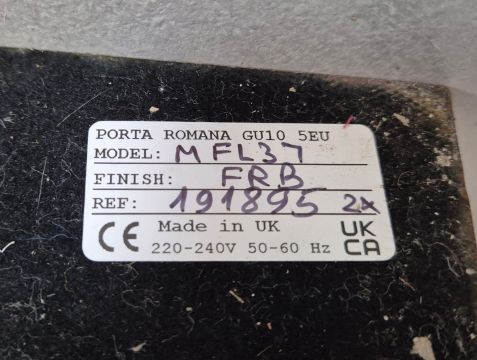 PORTA ROMANA GU10 5EU
MODEL: MFL37
FINISH: FRB
REF: 191895 2x
CE Made in UK UK
220-240V 50-60 Hz CA